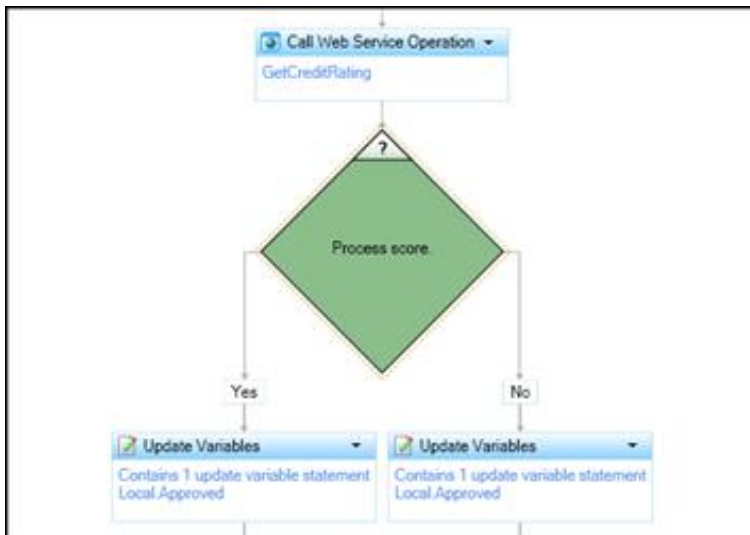 Call Web Service Operation
GetCreditRating
?
Process score.
Yes
No
Update Variables
Contains 1 update variable statement
Local.Approved
Update Variables
Contains 1 update variable statement
Local.Approved